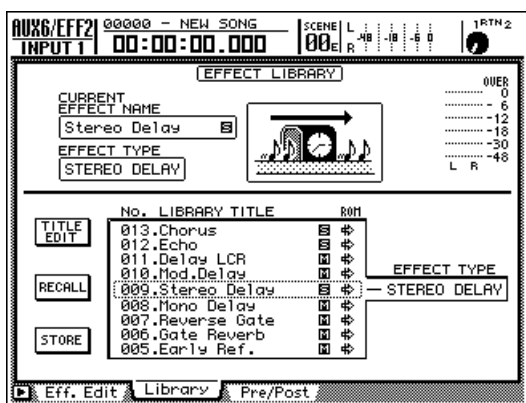 AUX6/EFF2 00000 - NEW SONG SCENE L -48 -18 -6 0 1 RTN 2
INPUT 1 00:00:00.000 00E R
EFFECT LIBRARY
OVER
0
-6
-12
-18
-30
-48
L R
CURRENT
EFFECT NAME
Stereo Delay S
EFFECT TYPE
STEREO DELAY
No. LIBRARY TITLE ROM
TITLE
EDIT
RECALL
STORE
013.Chorus S
012.Echo S
011.Delay LCR M
010.Mod.Delay M
009.Stereo Delay S
008.Mono Delay M
007.Reverse Gate M
006.Gate Reverb M
005.Early Ref. M
EFFECT TYPE
STEREO DELAY
Eff. Edit Library Pre/Post